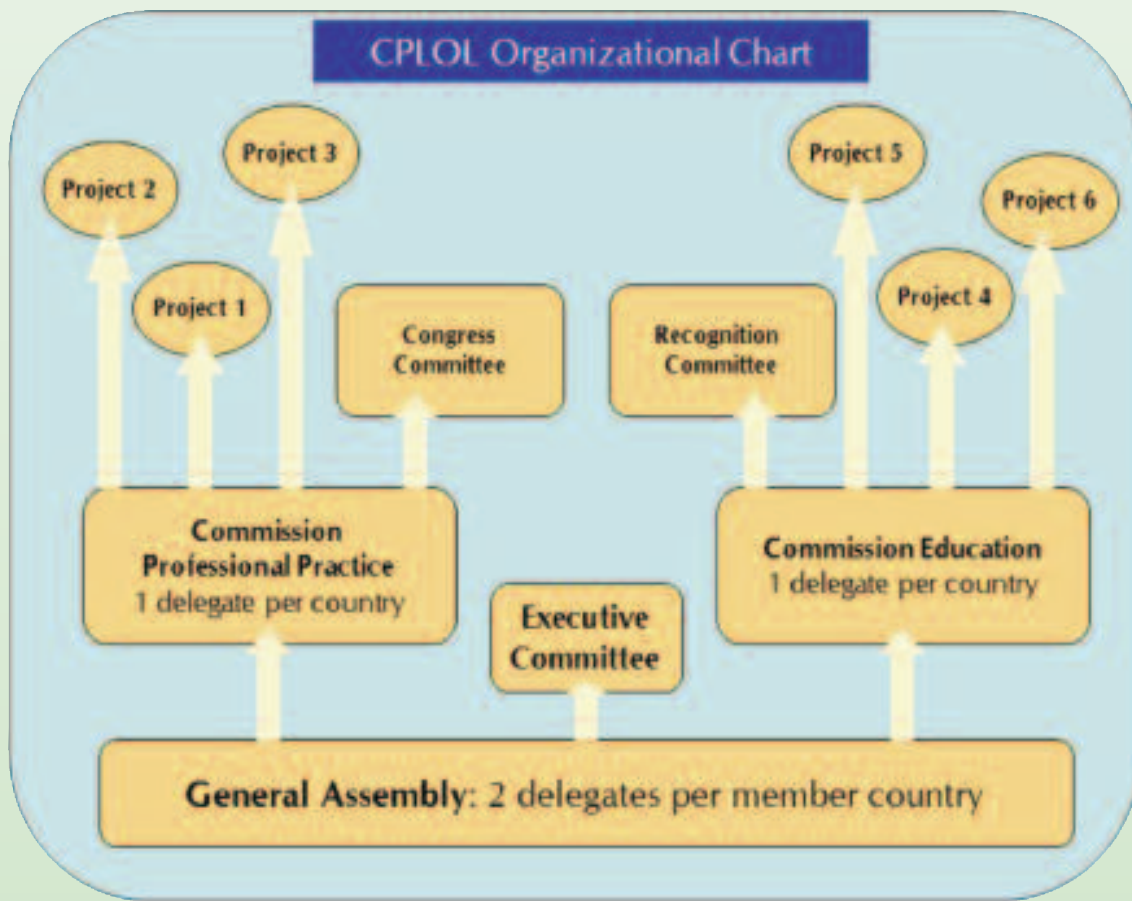 CPLOL Organizational Chart
Project 3
Project 5
Project 2
Project 6
Project 1
Project 4
Congress
Committee
Recognition
Committee
Commission
Professional Practice
1 delegate per country
Commission Education
1 delegate per country
Executive
Committee
General Assembly: 2 delegates per member country